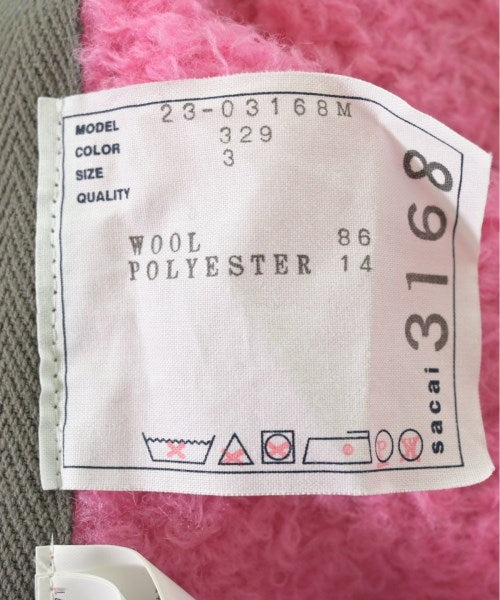 MODEL 23-03168M
COLOR 329
SIZE 3
QUALITY
WOOL 86
POLYESTER 14
sacai 3168